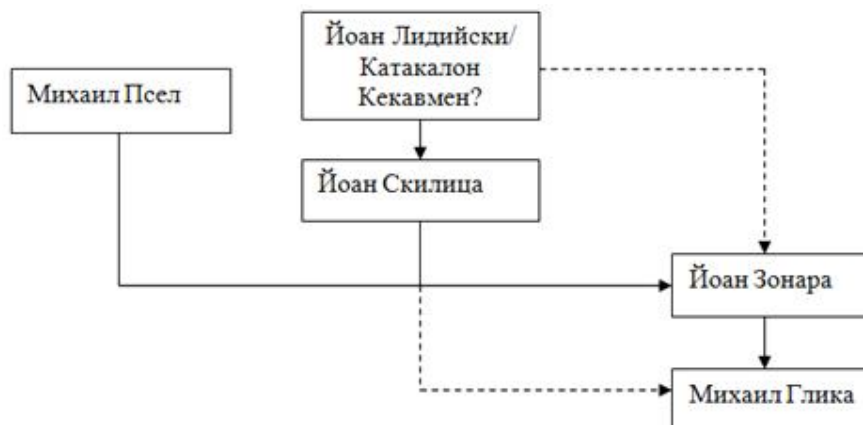 Йоан Лидийски/
Катакалон
Кекавмен?
Михаил Псел
Йоан Скилица
Йоан Зонара
Михаил Глика